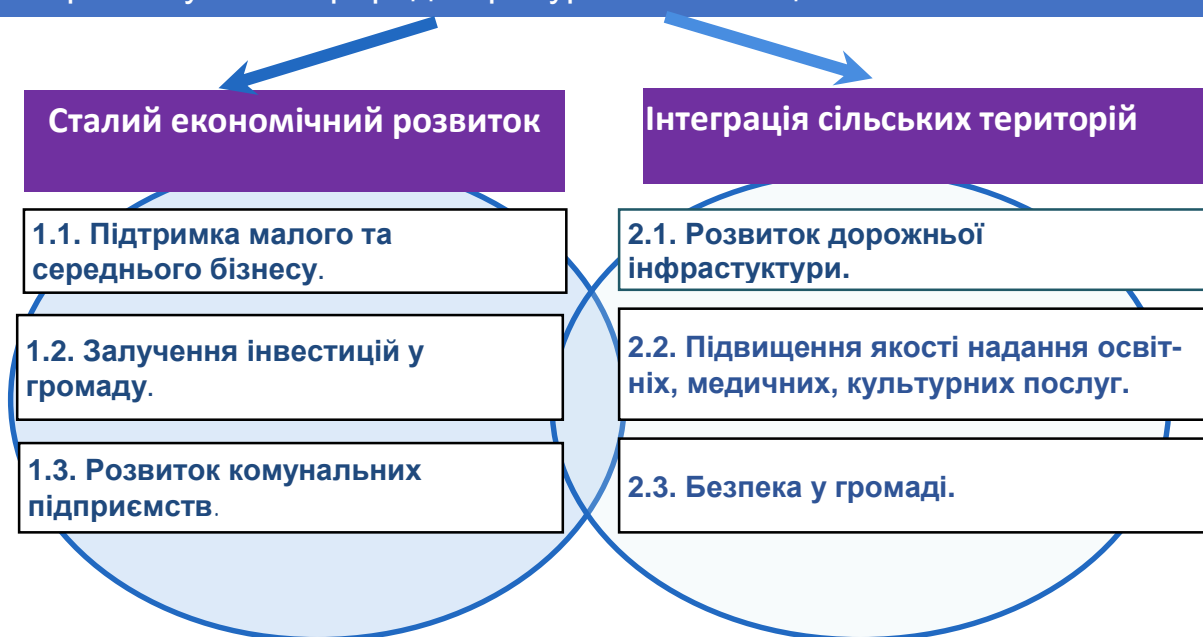 Сталий економічний розвиток
1.1. Підтримка малого та
середнього бізнесу.
1.2. Залучення інвестицій у
громаду.
1.3. Розвиток комунальних
підприємств.
Інтеграція сільських територій
2.1. Розвиток дорожньої
інфрастуктури.
2.2. Підвищення якості надання освіт-
ніх, медичних, культурних послуг.
2.3. Безпека у громаді.